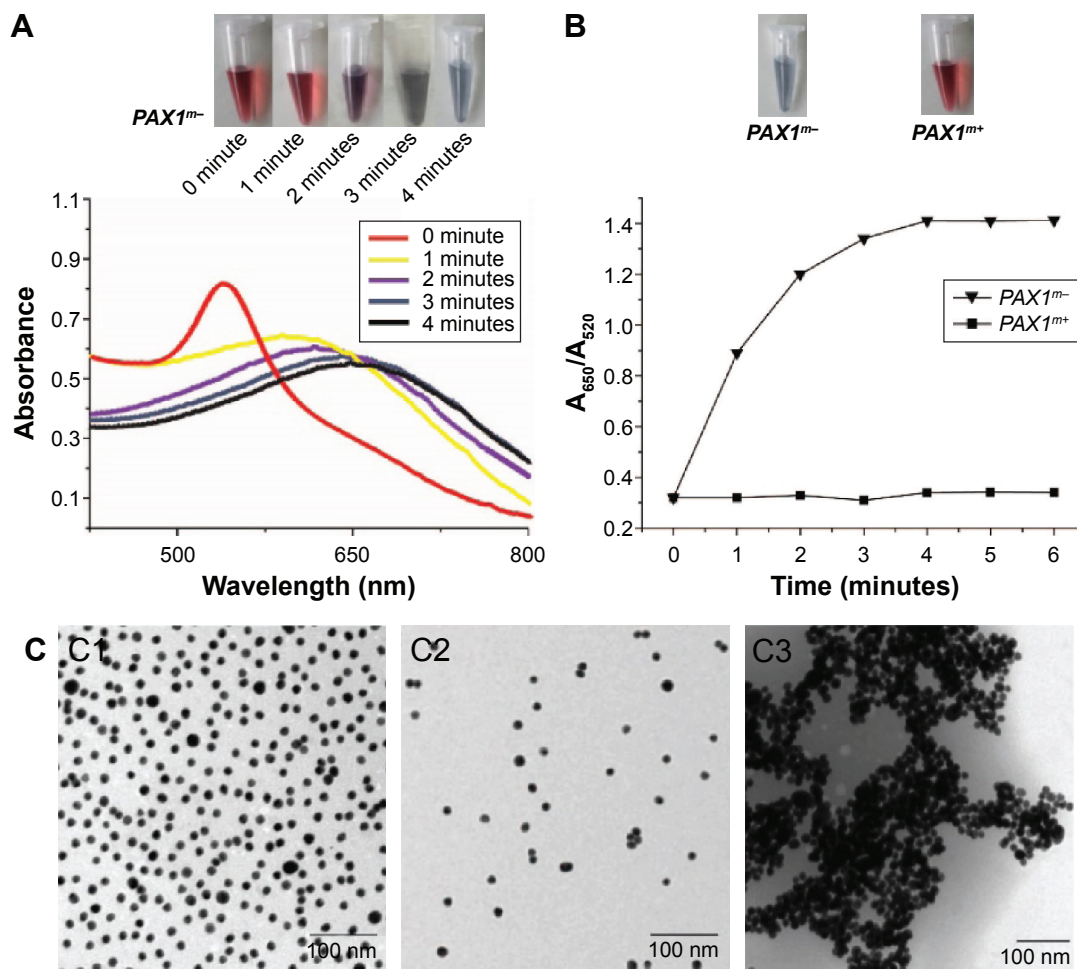 A
PAX1m–
0 minute
1 minute
2 minutes
3 minutes
4 minutes
1.1
0.9
0.7
0.5
0.3
0.1
Absorbance
0 minute
1 minute
2 minutes
3 minutes
4 minutes
500
650
800
Wavelength (nm)
B
PAX1m–
PAX1m+
1.4
1.2
1.0
0.8
0.6
0.4
0.2
A650/A520
PAX1m–
PAX1m+
0
1
2
3
4
5
6
Time (minutes)
C
C1
100 nm
C2
100 nm
C3
100 nm